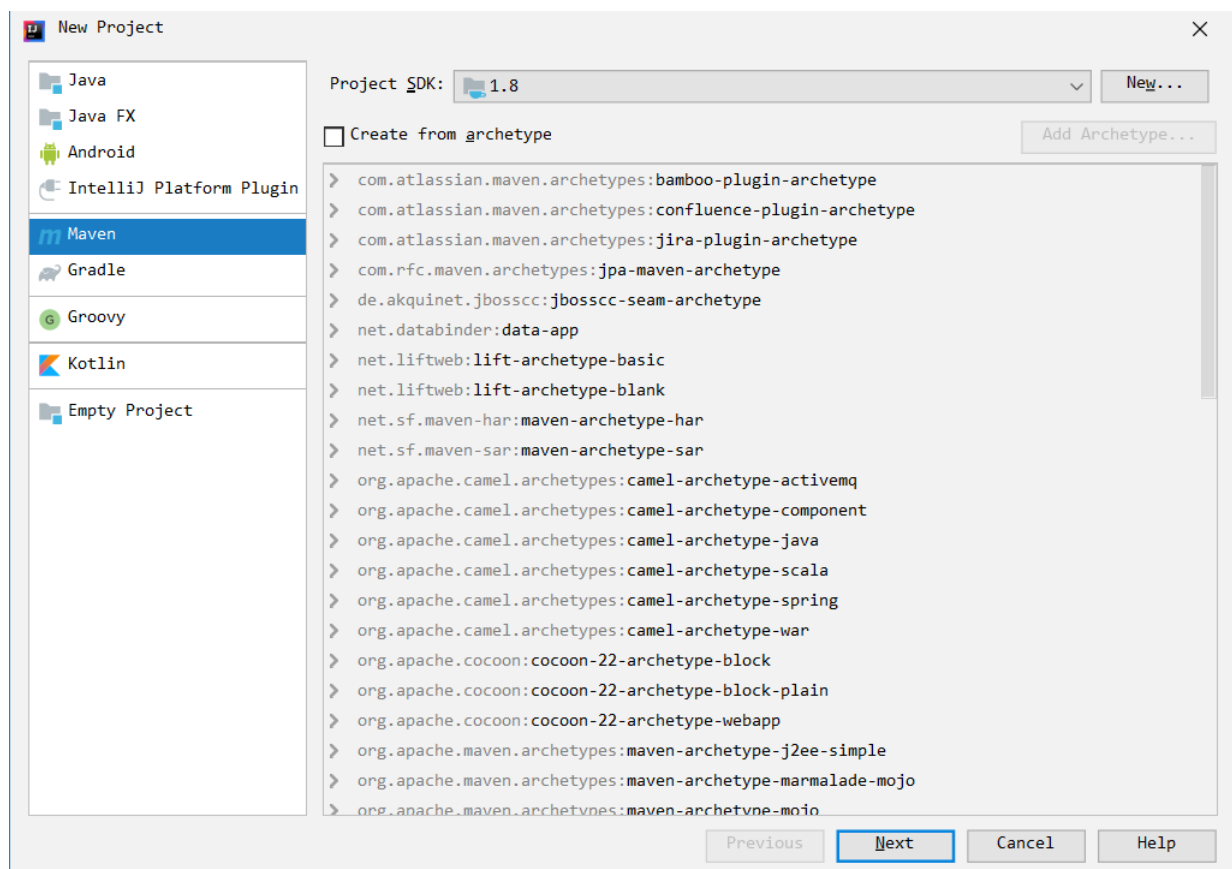 New Project
Java
Java FX
Android
IntelliJ Platform Plugin
Maven
Gradle
Groovy
Kotlin
Empty Project
Project SDK: 1.8 New...
Create from archetype Add Archetype...
com.atlassian.maven.archetypes:bamboo-plugin-archetype
com.atlassian.maven.archetypes:confluence-plugin-archetype
com.atlassian.maven.archetypes:jira-plugin-archetype
com.rfc.maven.archetypes:jpa-maven-archetype
de.akquinet.jbosscc:jbosscc-seam-archetype
net.databinder:data-app
net.liftweb:lift-archetype-basic
net.liftweb:lift-archetype-blank
net.sf.maven-har:maven-archetype-har
net.sf.maven-sar:maven-archetype-sar
org.apache.camel.archetypes:camel-archetype-activemq
org.apache.camel.archetypes:camel-archetype-component
org.apache.camel.archetypes:camel-archetype-java
org.apache.camel.archetypes:camel-archetype-scala
org.apache.camel.archetypes:camel-archetype-spring
org.apache.camel.archetypes:camel-archetype-war
org.apache.cocoon:cocoon-22-archetype-block
org.apache.cocoon:cocoon-22-archetype-block-plain
org.apache.cocoon:cocoon-22-archetype-webapp
org.apache.maven.archetypes:maven-archetype-j2ee-simple
org.apache.maven.archetypes:maven-archetype-marmalade-mojo
org.apache.maven.archetypes:maven-archetype-mojo
Previous Next Cancel Help